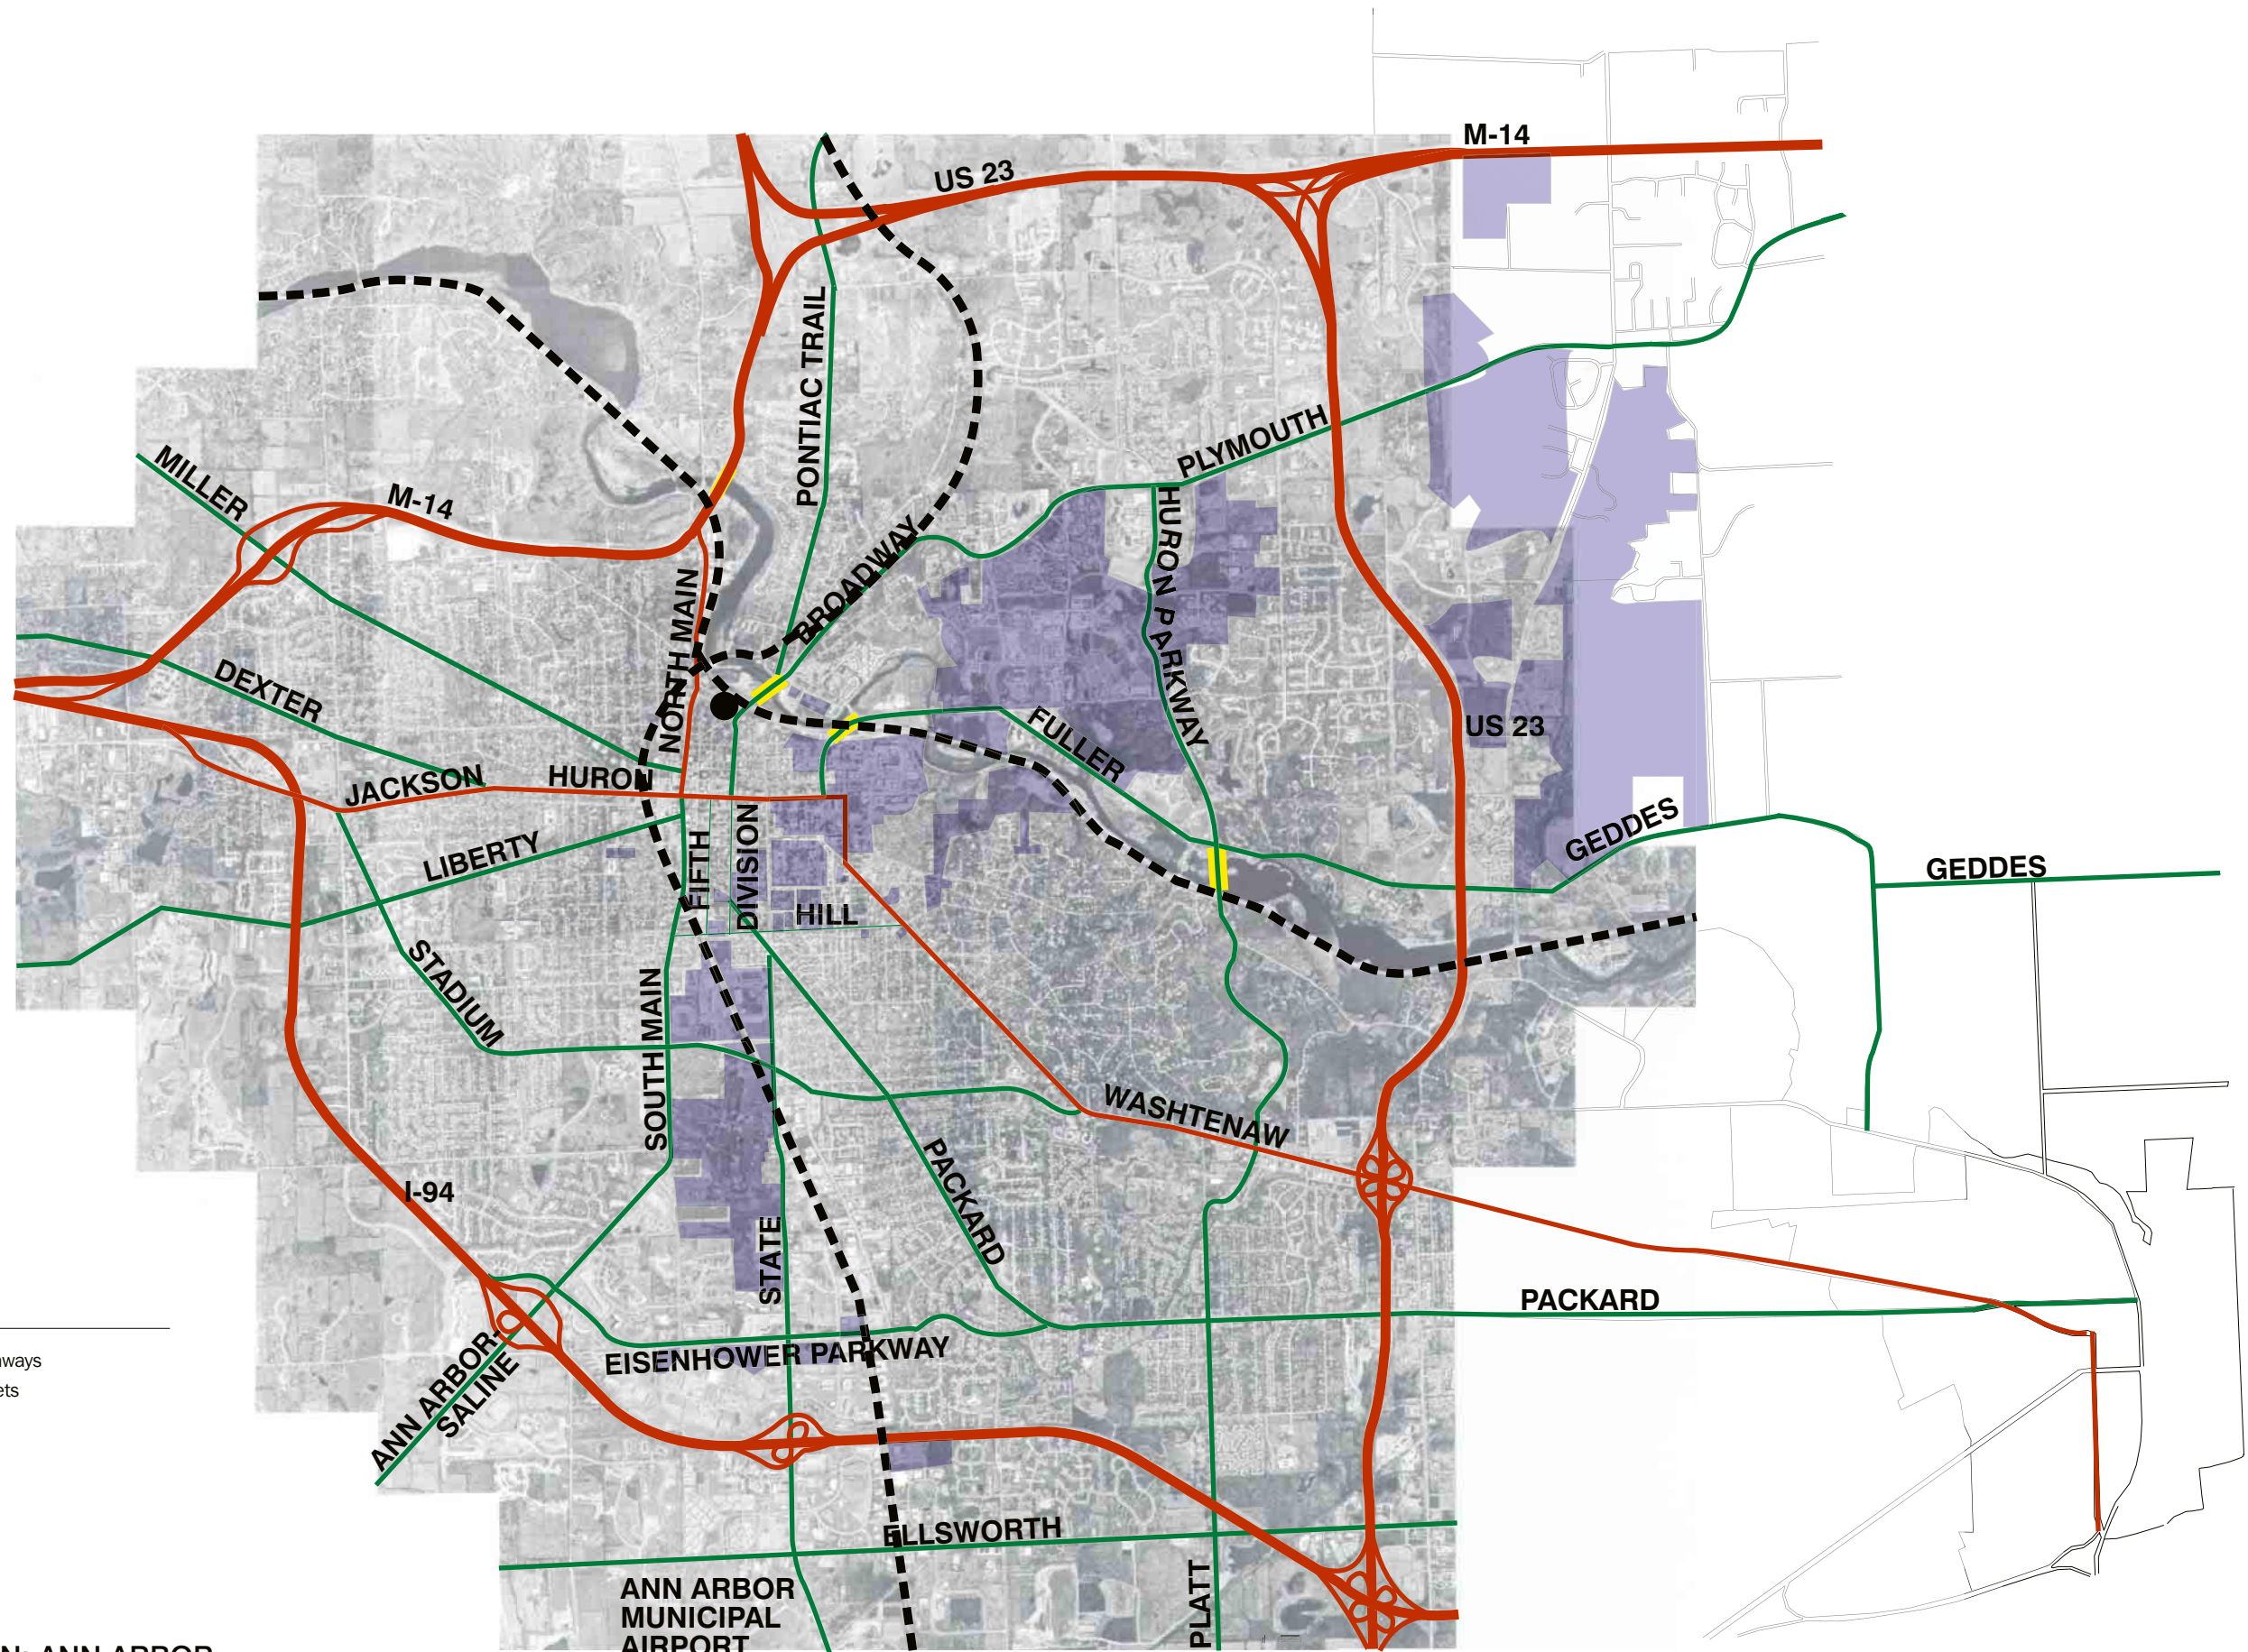 M-14
US 23
PONTIAC TRAIL
PLYMOUTH
MILLER
M-14
HURON PARKWAY
BROADWAY
NORTH MAIN
DEXTER
FULLER
US 23
JACKSON
HURON
GEDDES
LIBERTY
FIFTH
DIVISION
GEDDES
HILL
STADIUM
SOUTH MAIN
WASHTENAW
PACKARD
I-94
STATE
PACKARD
EISENHOWER PARKWAY
ANN ARBOR-
SALINE
ELLSWORTH
PLATT
ANN ARBOR
MUNICIPAL
AIRPORT
ANN ARBOR